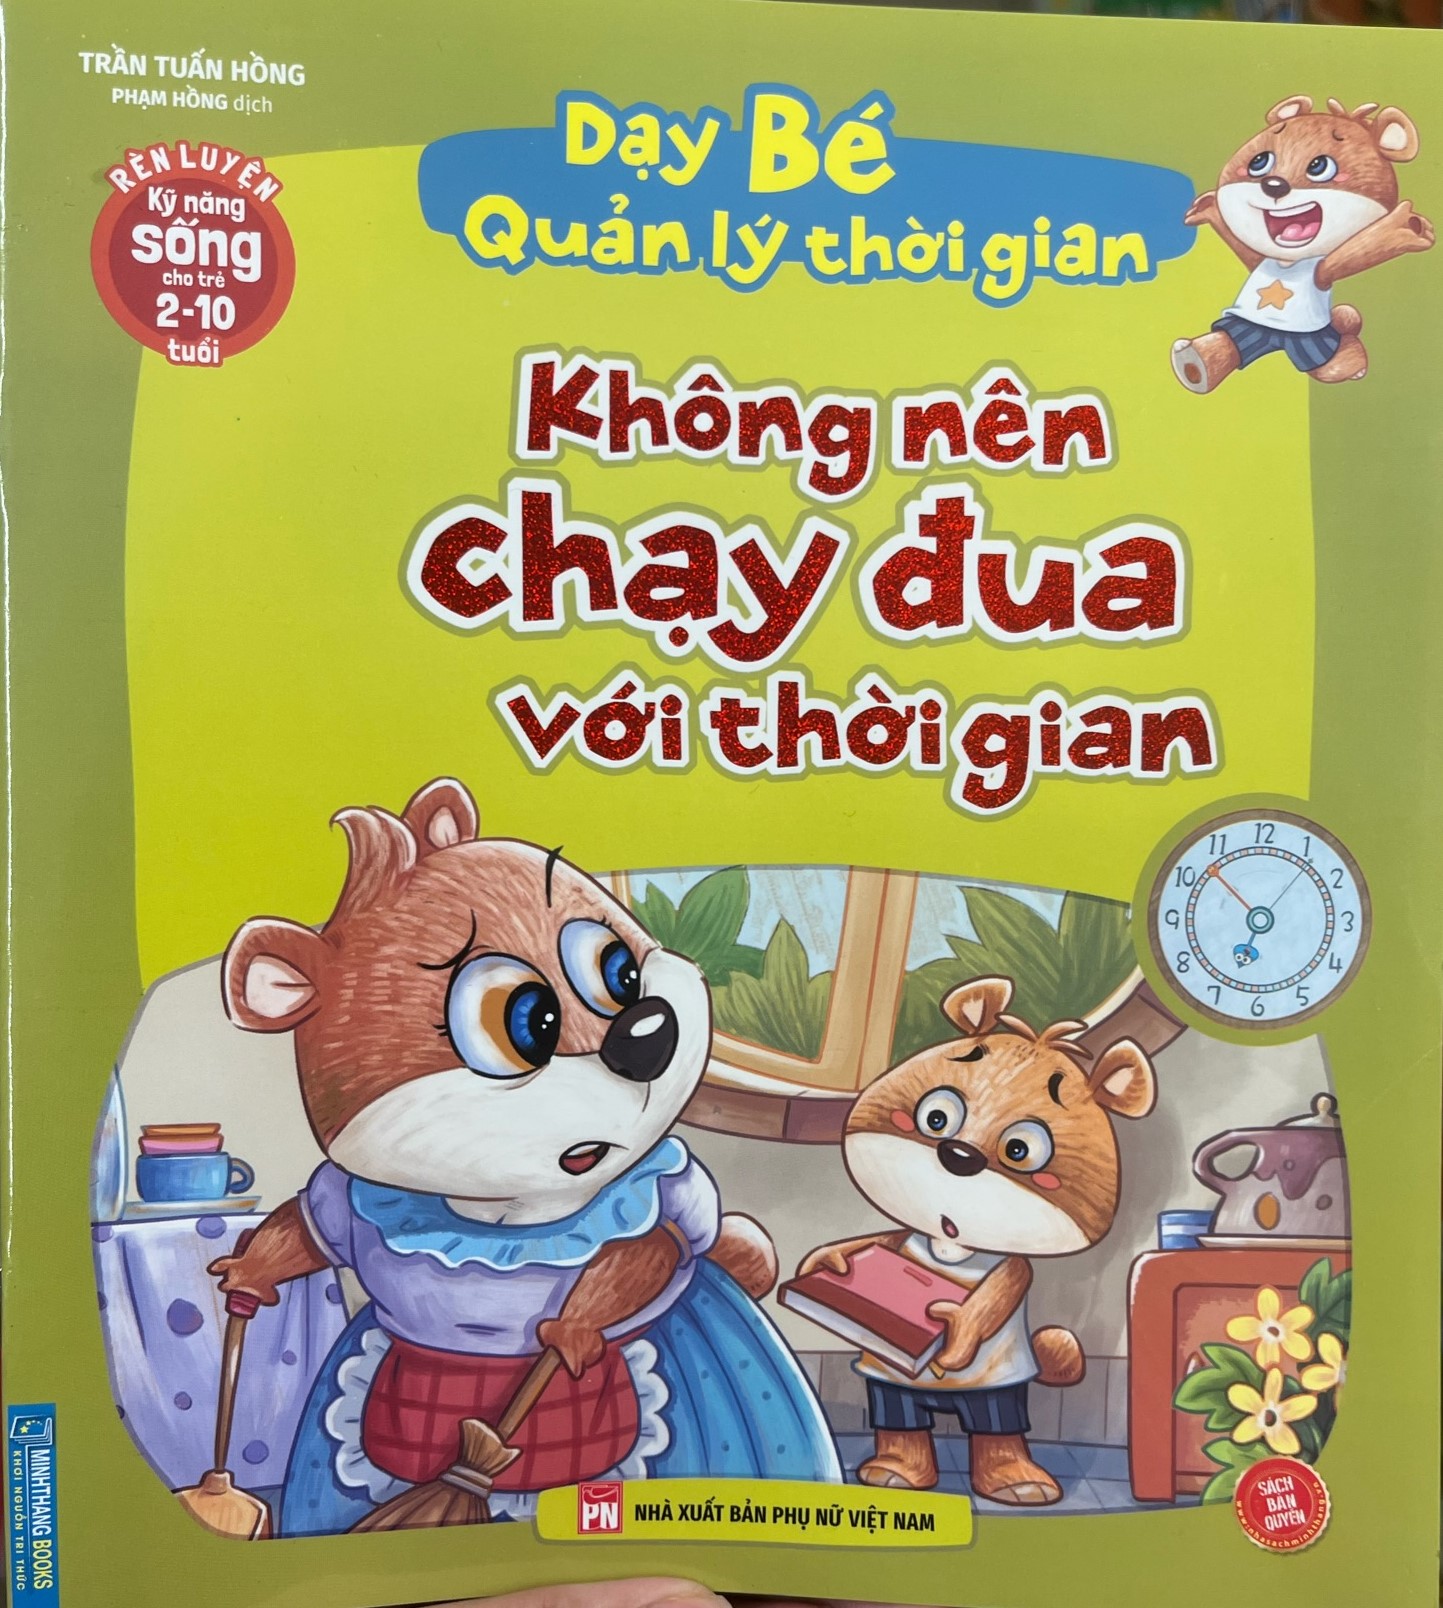 TRẦN TUẤN HỒNG
PHẠM HỒNG dịch
RÈN LUYỆN
Kỹ năng
sống
cho trẻ
2-10
tuổi
Dạy Bé
Quản lý thời gian
Không nên
chạy đua
với thời gian
12
1
2
3
4
5
6
7
8
9
10
11
MINHTHANG BOOKS
KHƠI NGUỒN TRI THỨC
PN
NHÀ XUẤT BẢN PHỤ NỮ VIỆT NAM
SÁCH
BẢN
QUYỀN